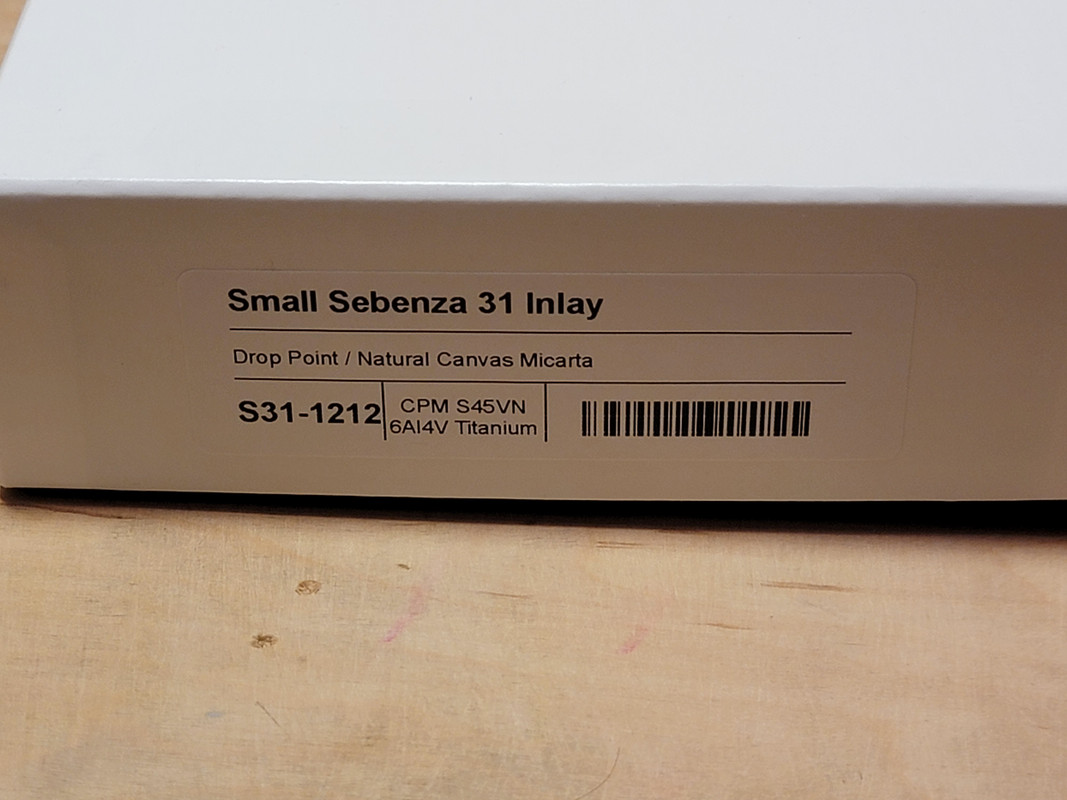 Small Sebenza 31 Inlay
Drop Point / Natural Canvas Micarta
S31-1212
CPM S45VN
6Al4V Titanium